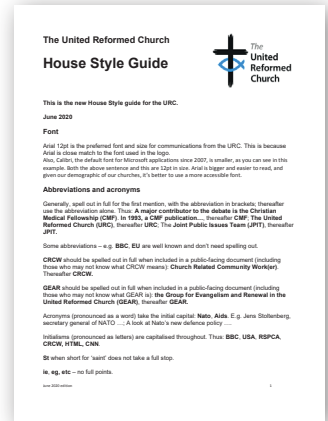 The United Reformed Church
House Style Guide
The
United
Reformed
Church
This is the new House Style guide for the URC.
June 2020
Font
Arial 12pt is the preferred font and size for communications from the URC. This is because
Arial is close match to the font used in the logo.
Also, Calibri, the default font for Microsoft applications since 2007, is smaller, as you can see in this
example. Both the above sentence and this are 12pt in size. Arial is bigger and easier to read, and
given our demographic of our churches, it's better to use a more accessible font.
Abbreviations and acronyms
Generally, spell out in full for the first mention, with the abbreviation in brackets; thereafter
use the abbreviation alone. Thus: A major contributor to the debate is the Christian
Medical Fellowship (CMF). In 1993, a CMF publication…, thereafter CMF; The United
Reformed Church (URC), thereafter URC; The Joint Public Issues Team (JPIT), thereafter
JPIT.
Some abbreviations – e.g. BBC, EU are well known and don't need spelling out.
CRCW should be spelled out in full when included in a public-facing document (including
those who may not know what CRCW means): Church Related Community Work(er).
Thereafter CRCW.
GEAR should be spelled out in full when included in a public-facing document (including
those who may not know what GEAR is): the Group for Evangelism and Renewal in the
United Reformed Church (GEAR), thereafter GEAR.
Acronyms (pronounced as a word) take the initial capital: Nato, Aids. E.g. Jens Stoltenberg,
secretary general of NATO …; A look at Nato's new defence policy ….
Initialisms (pronounced as letters) are capitalised throughout. Thus: BBC, USA, RSPCA,
CRCW, HTML, CNN.
St when short for 'saint' does not take a full stop.
ie, eg, etc – no full points.
June 2020 edition
1